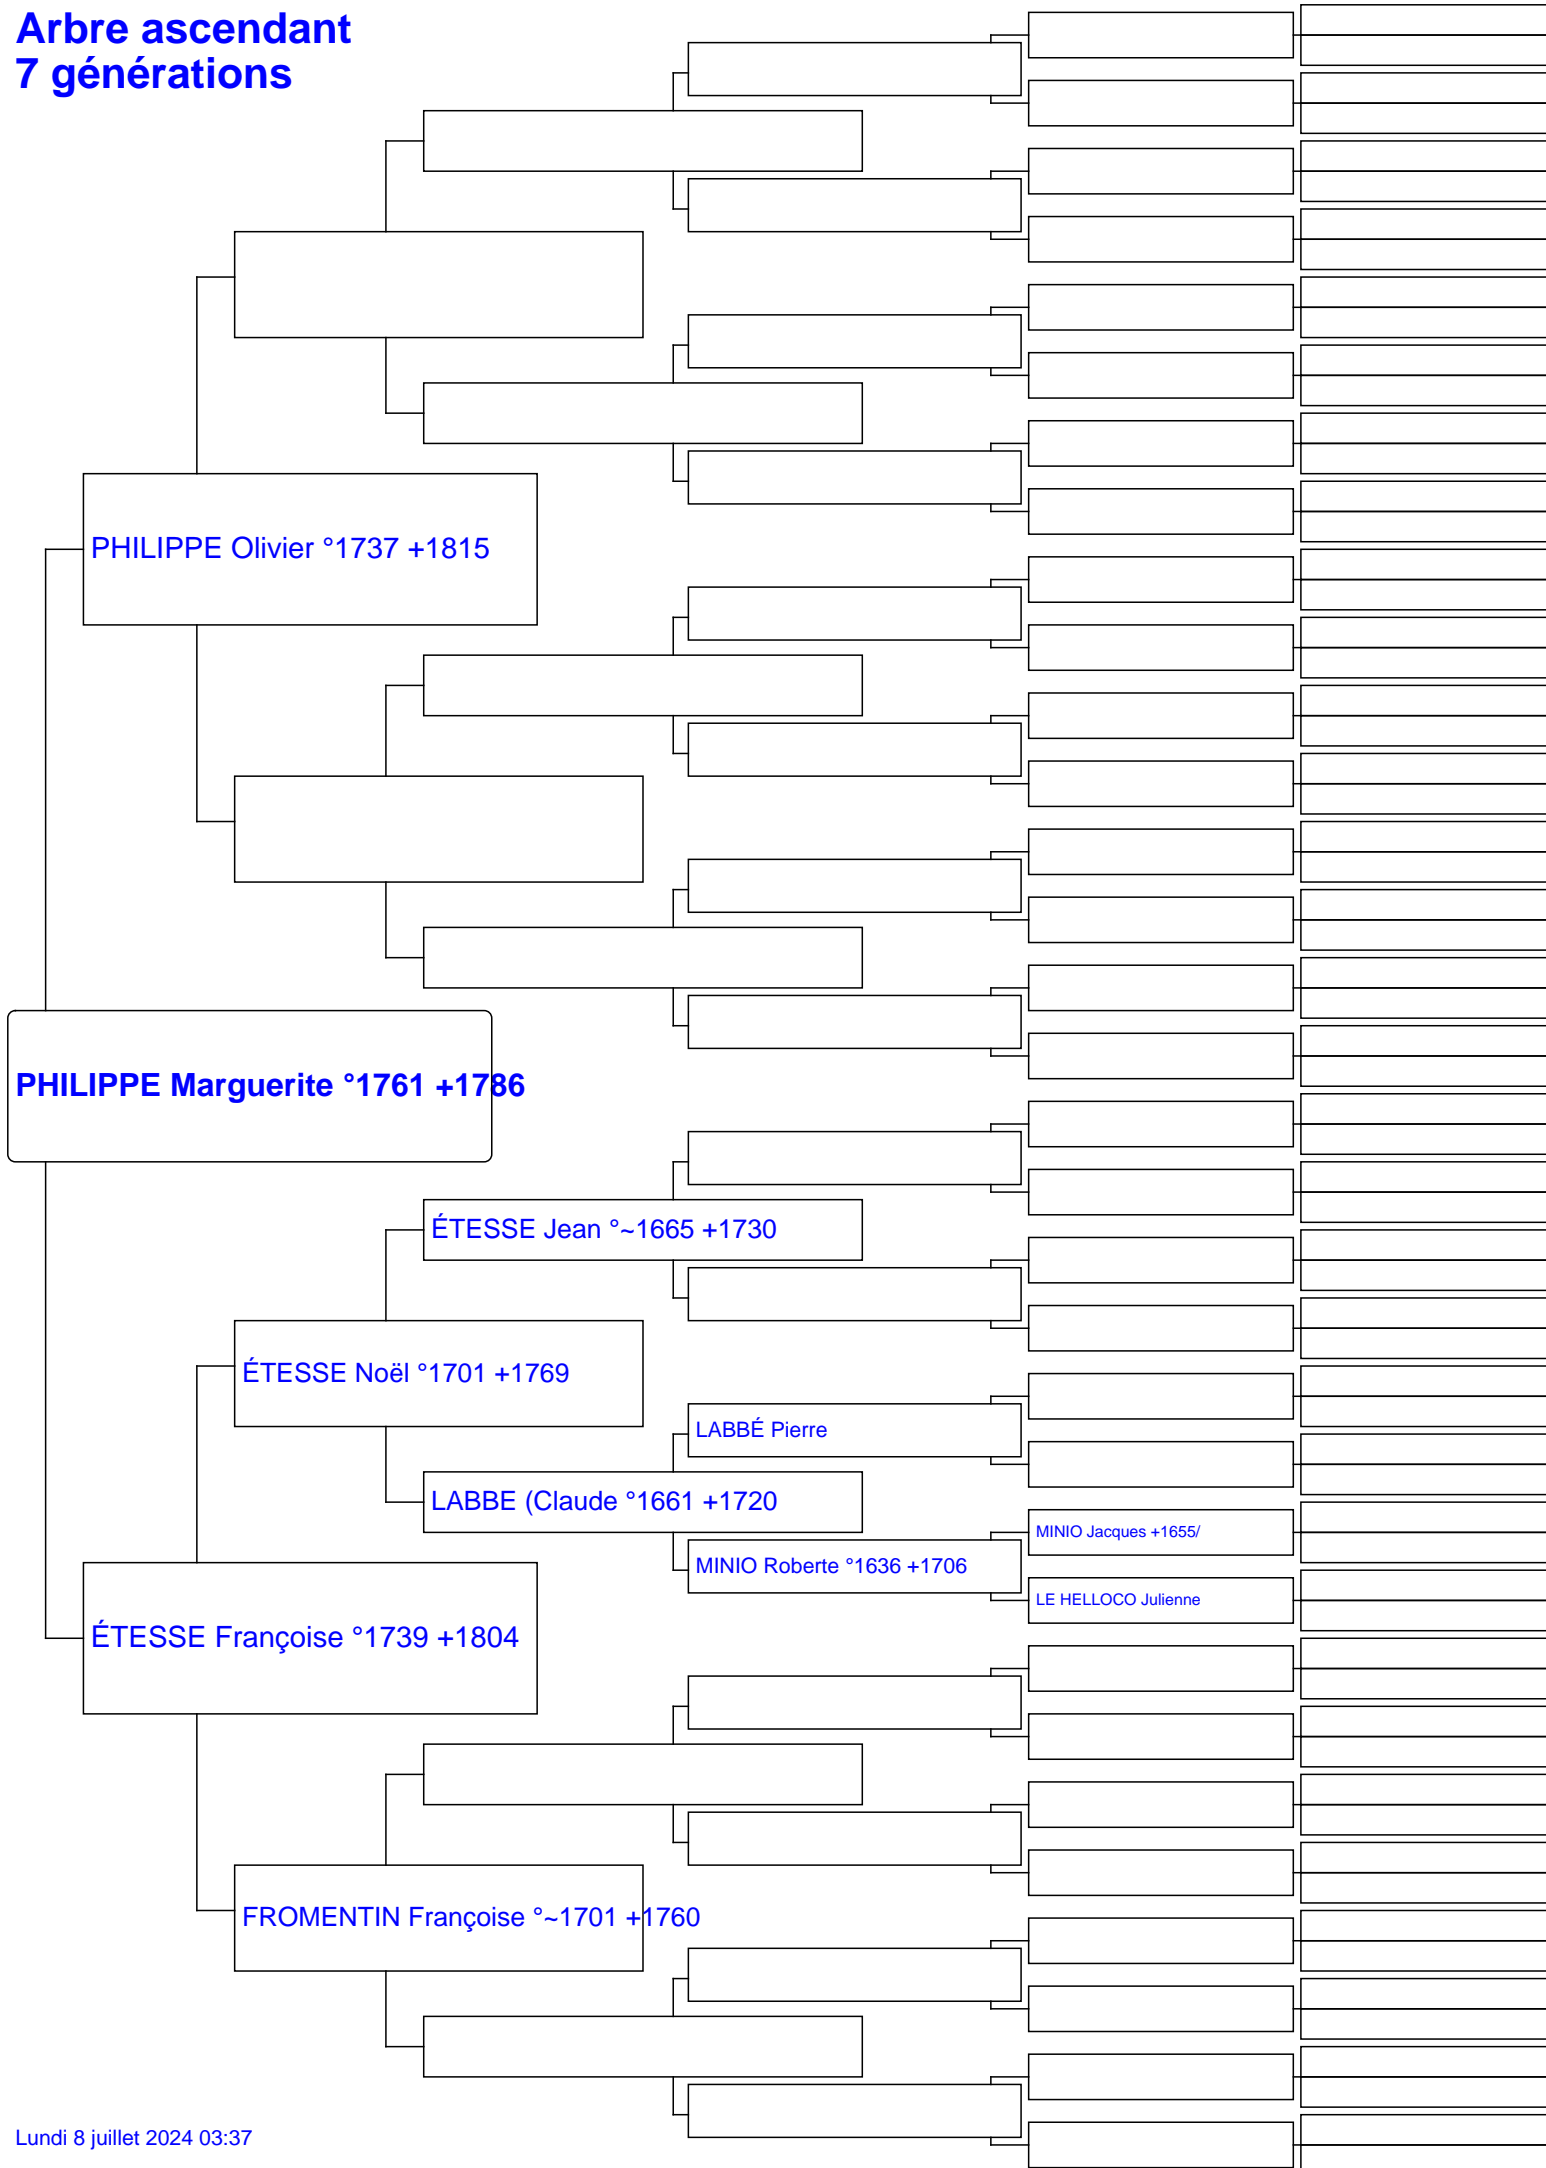 Arbre ascendant
7 générations
PHILIPPE Olivier °1737 +1815
PHILIPPE Marguerite °1761 +1786
ÉTESSE Jean °~1665 +1730
ÉTESSE Noël °1701 +1769
LABBÉ Pierre
LABBE (Claude °1661 +1720
MINIO Jacques +1655/
MINIO Roberte °1636 +1706
LE HELLOCO Julienne
ÉTESSE Françoise °1739 +1804
FROMENTIN Françoise °~1701 +1760
Lundi 8 juillet 2024 03:37